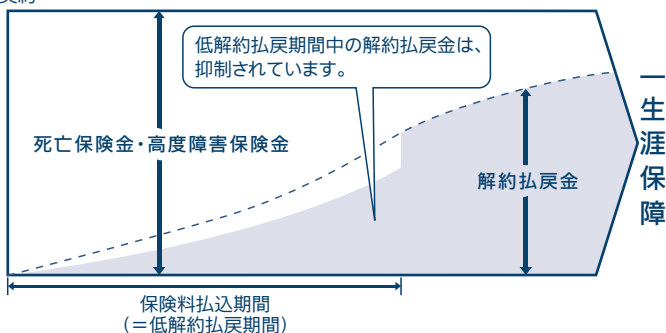 低解約払戻期間中の解約払戻金は、
抑制されています。
死亡保険金・高度障害保険金
解約払戻金
一生涯保障
保険料払込期間
(=低解約払戻期間)